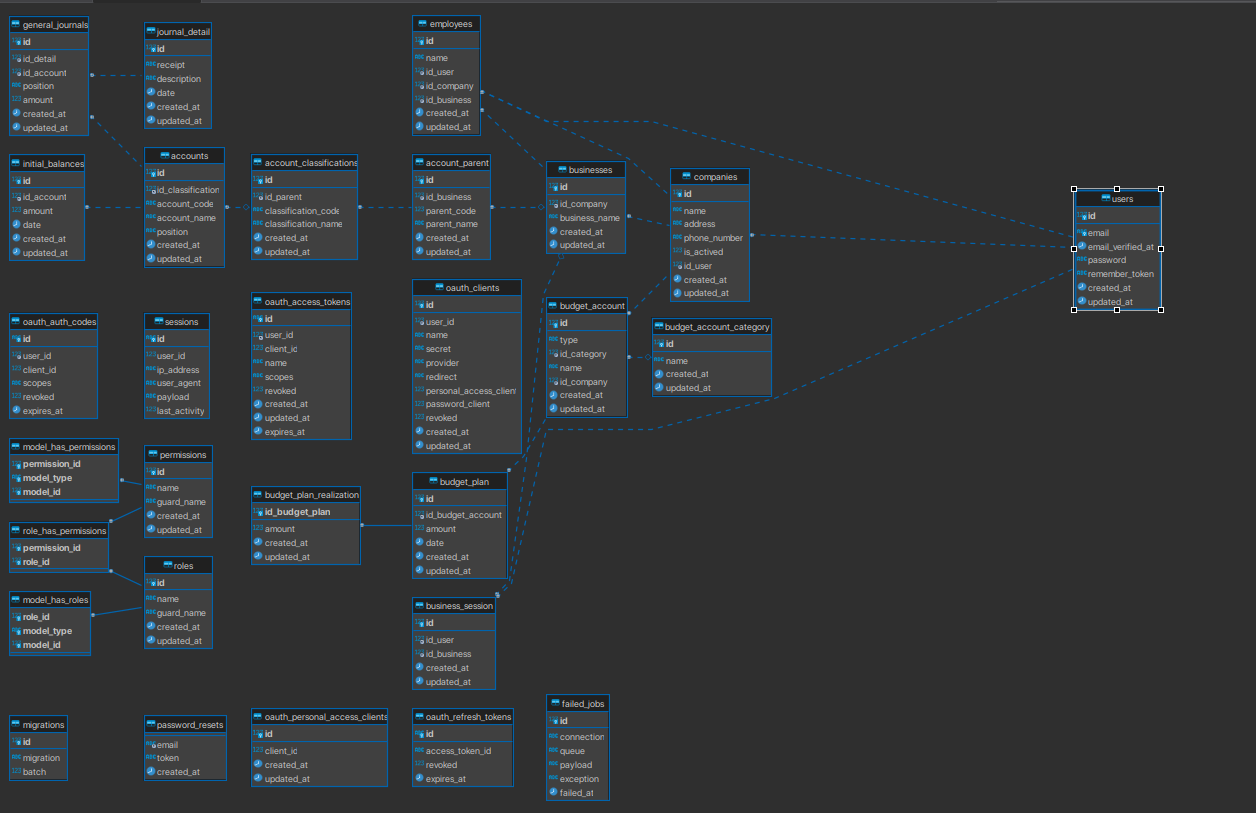 general_journals
id
id_detail
id_account
position
amount
created_at
updated_at
journal_detail
id
receipt
description
date
created_at
updated_at
employees
id
name
id_user
id_company
id_business
created_at
updated_at
initial_balances
id
id_account
amount
date
created_at
updated_at
accounts
id
id_classification
account_code
account_name
position
created_at
updated_at
account_classifications
id
id_parent
classification_code
classification_name
created_at
updated_at
account_parent
id
id_business
parent_code
parent_name
created_at
updated_at
businesses
id
id_company
business_name
created_at
updated_at
companies
id
name
address
phone_number
is_actived
id_user
created_at
updated_at
users
id
email
email_verified_at
password
remember_token
created_at
updated_at
oauth_auth_codes
id
user_id
client_id
scopes
revoked
expires_at
sessions
id
user_id
ip_address
user_agent
payload
last_activity
oauth_access_tokens
id
user_id
client_id
name
scopes
revoked
created_at
updated_at
expires_at
oauth_clients
id
user_id
name
secret
provider
redirect
personal_access_client
password_client
revoked
created_at
updated_at
budget_account
id
type
id_category
name
id_company
created_at
updated_at
budget_account_category
id
name
created_at
updated_at
model_has_permissions
permission_id
model_type
model_id
permissions
id
name
guard_name
created_at
updated_at
role_has_permissions
permission_id
role_id
budget_plan_realization
id_budget_plan
amount
created_at
updated_at
budget_plan
id
id_budget_account
amount
date
created_at
updated_at
model_has_roles
role_id
model_type
model_id
roles
id
name
guard_name
created_at
updated_at
business_session
id
id_user
id_business
created_at
updated_at
migrations
id
migration
batch
password_resets
email
token
created_at
oauth_personal_access_clients
id
client_id
created_at
updated_at
oauth_refresh_tokens
id
access_token_id
revoked
expires_at
failed_jobs
id
connection
queue
payload
exception
failed_at